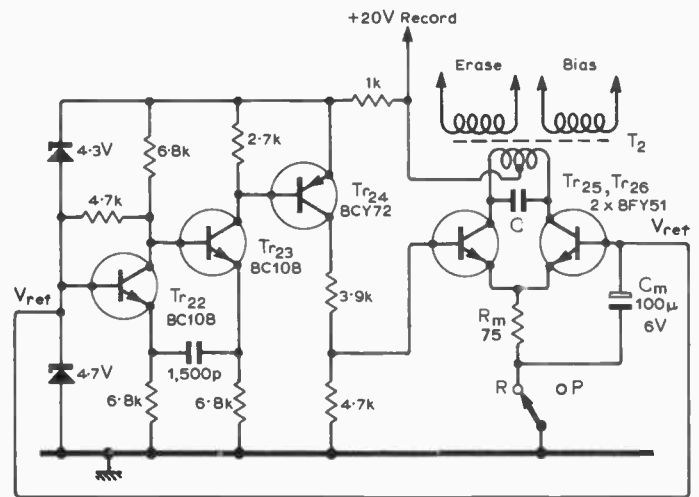 +20V Record
1k
Erase
Bias
T2
4·3V
6·8k
2·7k
4·7k
Tr24
BCY72
Tr25, Tr26
2 x BFY51
C
Vref
Tr23
BC108
Vref
Tr22
BC108
3·9k
Cm
100μ
6V
Rm
75
4·7V
1,500p
6·8k
6·8k
4·7k
R
P